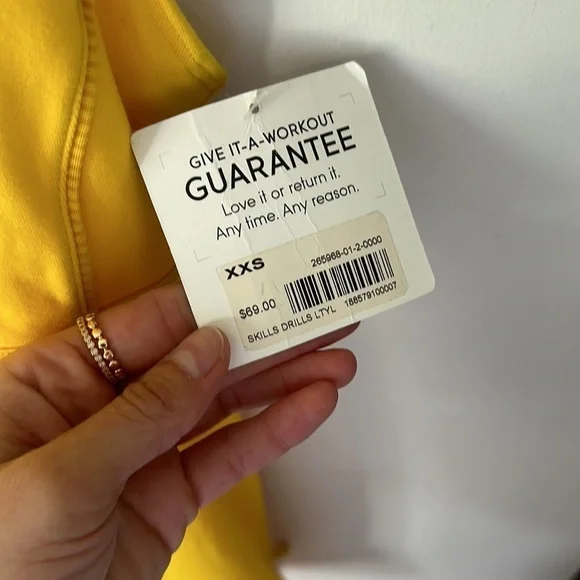 GIVE IT-A-WORKOUT
GUARANTEE
Love it or return it.
Any time. Any reason.
XXS
265968-01-2-0000
$69.00
188579100007
SKILLS DRILLS LTYL